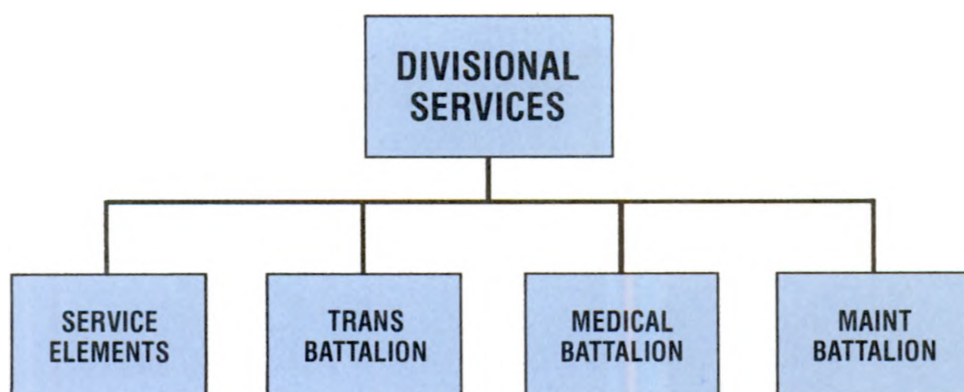 DIVISIONAL
SERVICES
SERVICE
ELEMENTS
TRANS
BATTALION
MEDICAL
BATTALION
MAINT
BATTALION